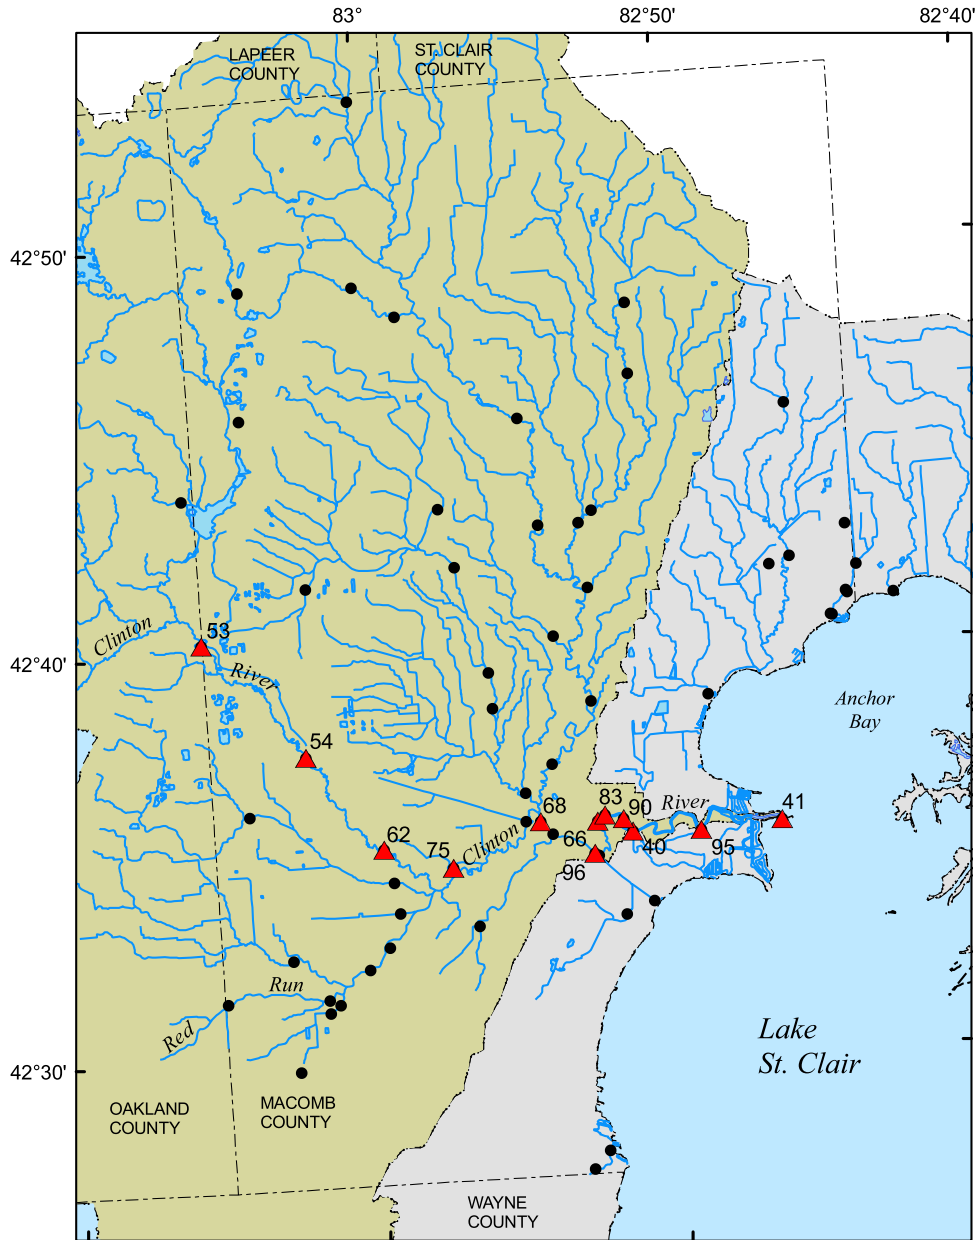 83°
82°50'
82°40'
LAPEER
COUNTY
ST. CLAIR
COUNTY
42°50'
Clinton
53
River
42°40'
Anchor
Bay
54
68
83
90
River
41
62
75
Clinton
66
40
95
96
Run
Red
Lake
St. Clair
42°30'
OAKLAND
COUNTY
MACOMB
COUNTY
WAYNE
COUNTY